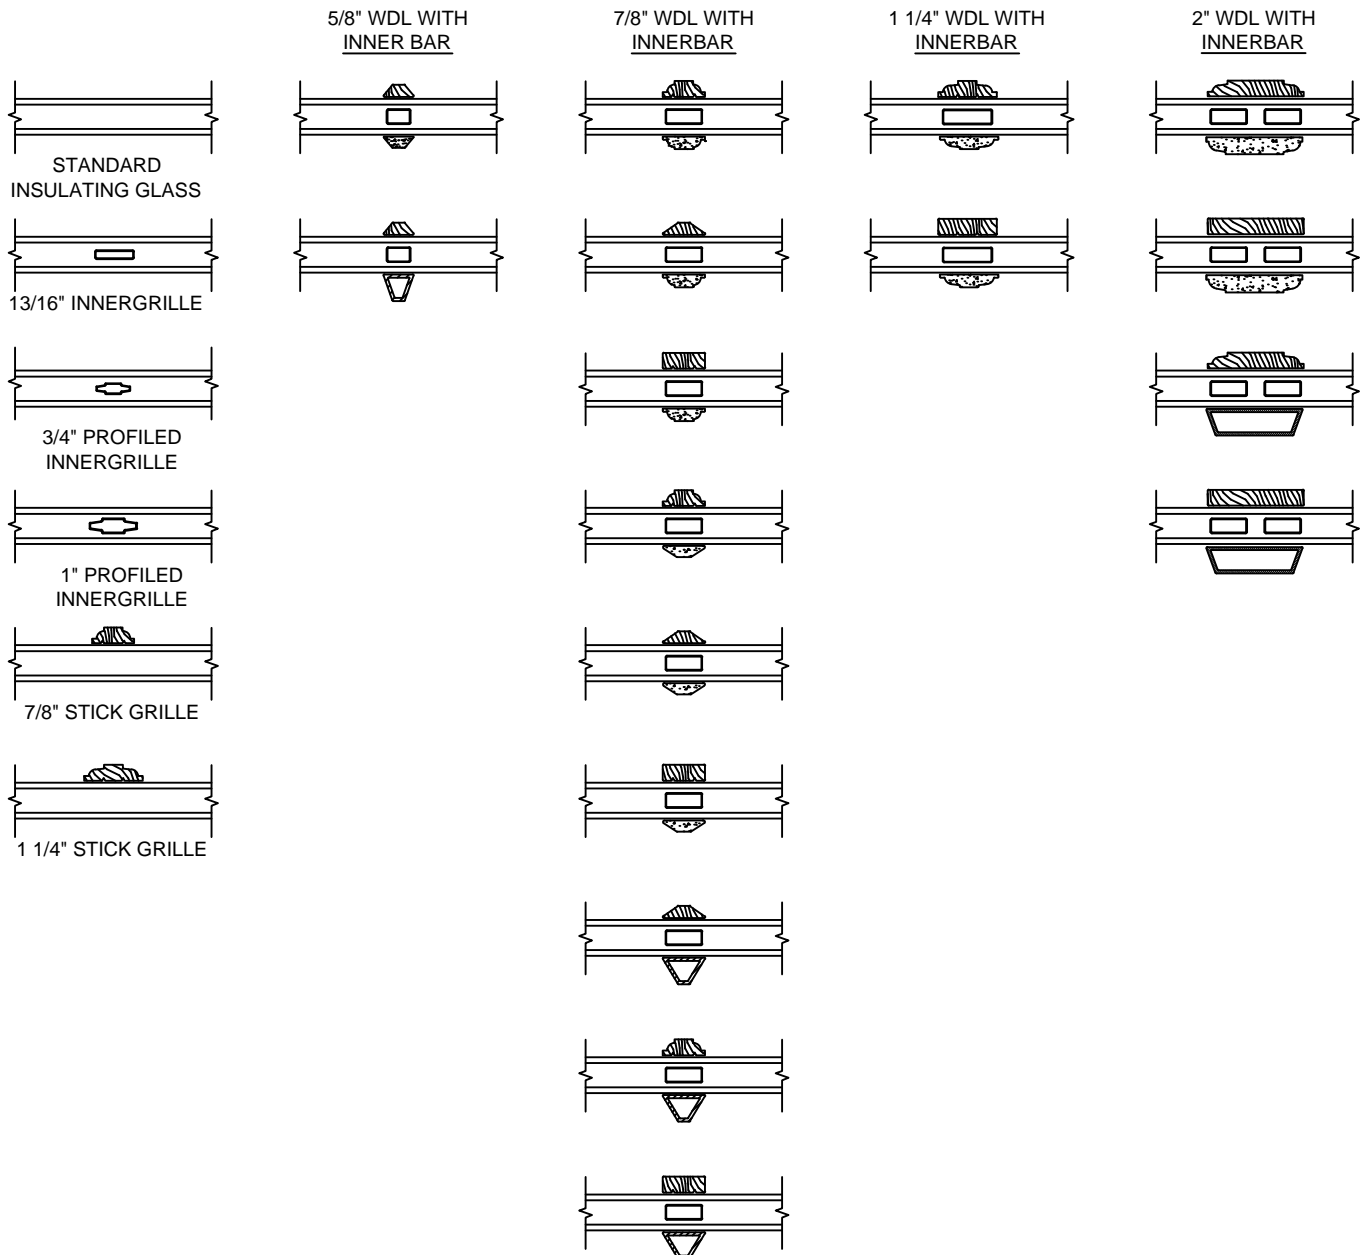 5/8" WDL WITH
INNER BAR
7/8" WDL WITH
INNERBAR
1 1/4" WDL WITH
INNERBAR
2" WDL WITH
INNERBAR
STANDARD
INSULATING GLASS
13/16" INNERGRILLE
3/4" PROFILED
INNERGRILLE
1" PROFILED
INNERGRILLE
7/8" STICK GRILLE
1 1/4" STICK GRILLE